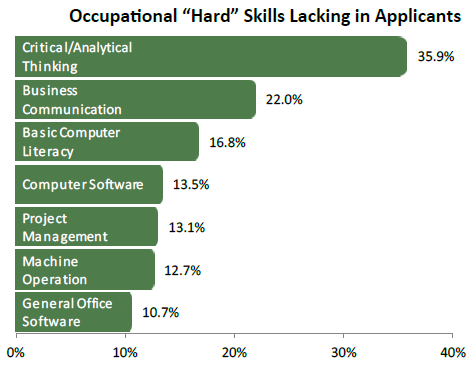 Occupational “Hard” Skills Lacking in Applicants
Critical/Analytical
Thinking
35.9%
Business
Communication
22.0%
Basic Computer
Literacy
16.8%
Computer Software
13.5%
Project
Management
13.1%
Machine
Operation
12.7%
General Office
Software
10.7%
0%
10%
20%
30%
40%